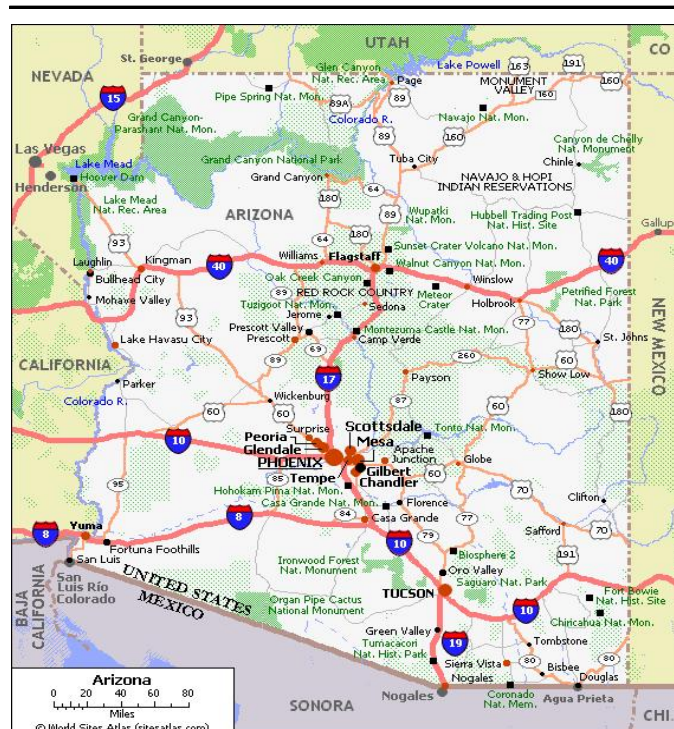 UTAH
CO
NEVADA
St. George
Glen Canyon
Nat. Rec. Area
Lake Powell
Page
163
191
MONUMENT
VALLEY
160
160
15
Pipe Spring Nat. Mon.
89A
89
Colorado R.
Navajo Nat. Mon.
Grand Canyon-
Parashant Nat. Mon.
89
160
Canyon de Chelly
Nat. Monument
Las Vegas
Lake Mead
Hoover Dam
Henderson
Grand Canyon National Park
Tuba City
Chinle
Grand Canyon
64
NAVAJO & HOPI
INDIAN RESERVATIONS
Lake Mead
Nat. Rec. Area
180
89
Wupatki
Nat. Mon.
Hubbell Trading Post
Nat. Hist. Site
ARIZONA
93
64
Gallup
Laughlin
Kingman
Williams
Flagstaff
Sunset Crater Volcano Nat. Mon.
Walnut Canyon Nat. Mon.
40
40
Bullhead City
Oak Creek Canyon
Winslow
Mohave Valley
89
RED ROCK COUNTRY
Meteor
Crater
Holbrook
Petrified Forest
Nat. Park
Tuzigoot Nat. Mon.
Sedona
93
Jerome
77
180
NEW MEXICO
Prescott Valley
Montezuma Castle Nat. Mon.
St. Johns
Lake Havasu City
Prescott
69
Camp Verde
260
60
CALIFORNIA
89
17
Payson
Show Low
Parker
Colorado R.
Wickenburg
87
180
60
60
Surprise
Scottsdale
Tonto Nat. Mon.
10
Peoria
Mesa
Glendale
Apache
Junction
PHOENIX
Gilbert
60
Globe
Tempe
Chandler
85
Hohokam Pima Nat. Mon.
70
95
Casa Grande Nat. Mon.
Florence
Clifton
8
8
84
Casa Grande
77
Yuma
Safford
70
Fortuna Foothills
10
79
San Luis
Biosphere 2
191
UNITED STATES
MEXICO
Ironwood Forest
Nat. Monument
Oro Valley
Saguaro Nat. Park
San Luis Río
Colorado
BAJA
CALIFORNIA
Organ Pipe Cactus
National Monument
TUCSON
10
Fort Bowie
Nat. Hist. Site
Chiricahua Nat. Mon.
Green Valley
19
Tumacacori
Nat. Hist. Park
Tombstone
Sierra Vista
80
Bisbee
80
Nogales
Douglas
Arizona
0 20 40 60 80
Miles
© World Sites Atlas (sitesatlas.com)
SONORA
Nogales
Coronado
Nat. Mem.
Agua Prieta
CHI.